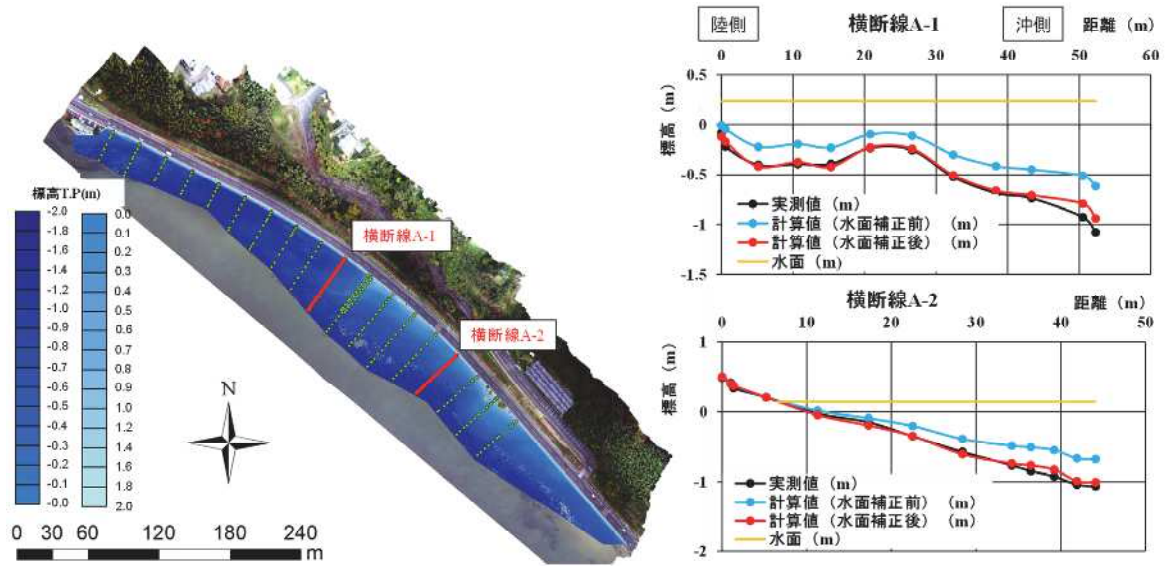 標高T.P(m)
-2.0
-1.8
-1.6
-1.4
-1.2
-1.0
-0.9
-0.8
-0.7
-0.6
-0.5
-0.4
-0.3
-0.2
-0.1
-0.0
0.0
0.1
0.2
0.3
0.4
0.5
0.6
0.7
0.8
0.9
1.0
1.2
1.4
1.6
1.8
2.0
横断線A-1
横断線A-2
N
0 60 120 180 240
m
陸側
横断線A-1
沖側
距離（m）
0 10 20 30 40 50 60
標高（m）
0.5
0
-0.5
-1
-1.5
実測値（m）
計算値（水面補正前）（m）
計算値（水面補正後）（m）
水面（m）
横断線A-2
距離（m）
0 10 20 30 40 50
標高（m）
1
0
-1
-2
実測値（m）
計算値（水面補正前）（m）
計算値（水面補正後）（m）
水面（m）